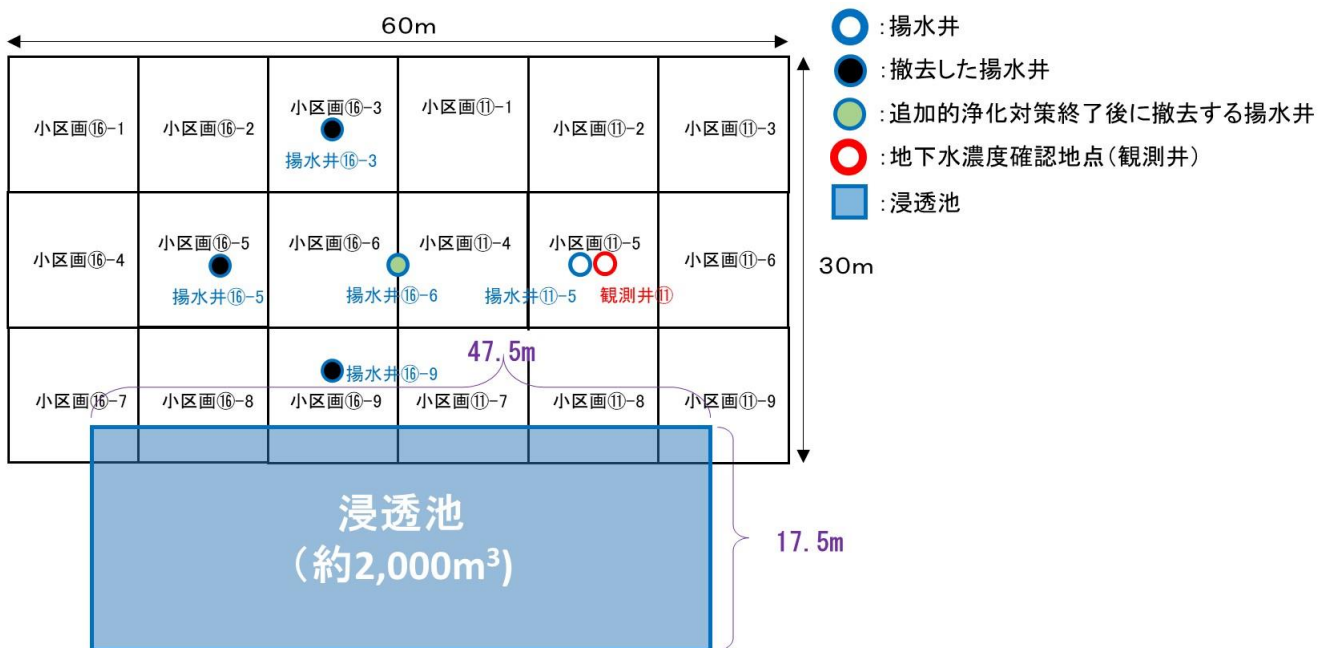 60m
○:揚水井
●:撤去した揚水井
:追加的浄化対策終了後に撤去する揚水井
:地下水濃度確認地点(観測井)
:浸透池
小区画⑯-1
小区画⑯-2
小区画⑯-3
揚水井⑯-3
小区画⑪-1
小区画⑪-2
小区画⑪-3
小区画⑯-4
小区画⑯-5
揚水井⑯-5
小区画⑯-6
揚水井⑯-6
小区画⑪-4
小区画⑪-5
揚水井⑪-5
観測井⑪
小区画⑪-6
30m
47.5m
揚水井⑯-9
小区画⑯-7
小区画⑯-8
小区画⑯-9
小区画⑪-7
小区画⑪-8
小区画⑪-9
浸透池
(約2,000m³)
17.5m